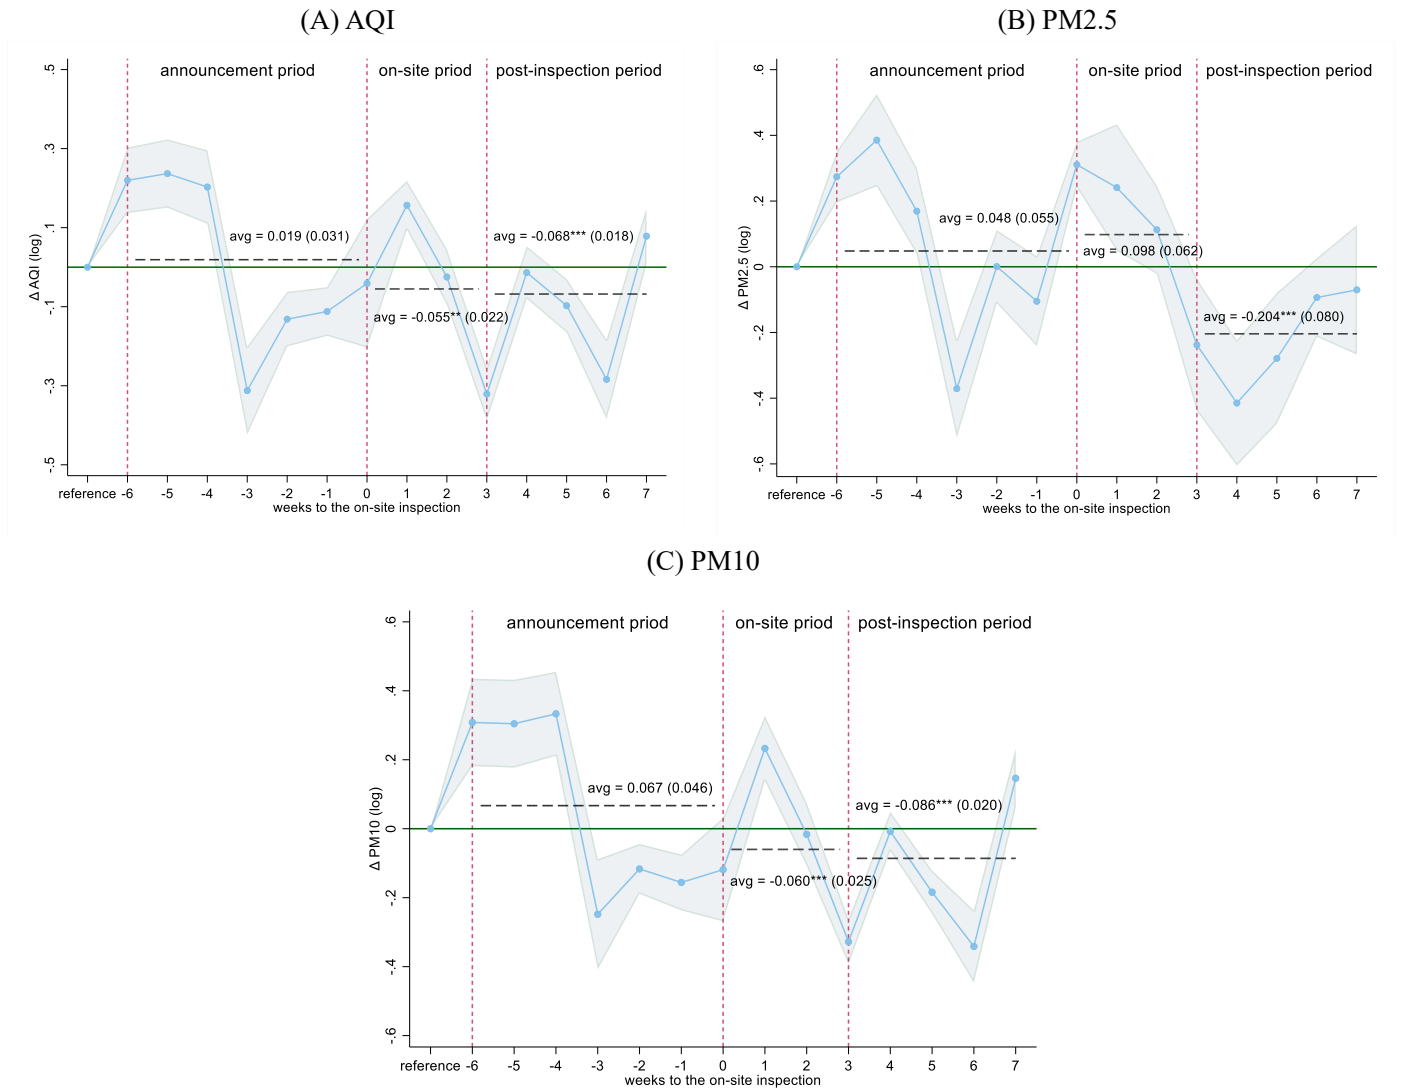 (A) AQI
announcement priod
on-site priod
post-inspection period
.5
.3
.1
-.1
-.3
-.5
Δ AQI (log)
avg = 0.019 (0.031)
avg = -0.055** (0.022)
avg = -0.068*** (0.018)
reference -6 -5 -4 -3 -2 -1 0 1 2 3 4 5 6 7
weeks to the on-site inspection
(B) PM2.5
announcement priod
on-site priod
post-inspection period
.6
.4
.2
0
-.2
-.4
-.6
Δ PM2.5 (log)
avg = 0.048 (0.055)
avg = 0.098 (0.062)
avg = -0.204*** (0.080)
reference -6 -5 -4 -3 -2 -1 0 1 2 3 4 5 6 7
weeks to the on-site inspection
(C) PM10
announcement priod
on-site priod
post-inspection period
.6
.4
.2
0
-.2
-.4
-.6
Δ PM10 (log)
avg = 0.067 (0.046)
avg = -0.060*** (0.025)
avg = -0.086*** (0.020)
reference -6 -5 -4 -3 -2 -1 0 1 2 3 4 5 6 7
weeks to the on-site inspection